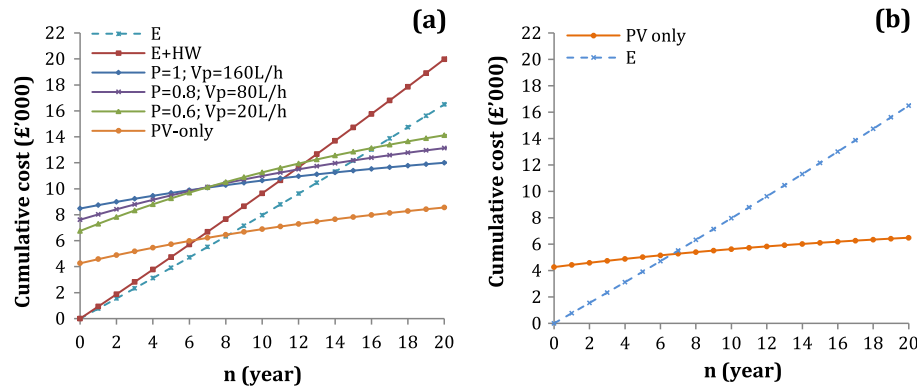 (a)
E
E+HW
P=1; Vp=160L/h
P=0.8; Vp=80L/h
P=0.6; Vp=20L/h
PV-only
Cumulative cost (£'000)
22
20
18
16
14
12
10
8
6
4
2
0
0 2 4 6 8 10 12 14 16 18 20
n (year)
(b)
PV only
E
Cumulative cost (£'000)
22
20
18
16
14
12
10
8
6
4
2
0
0 2 4 6 8 10 12 14 16 18 20
n (year)